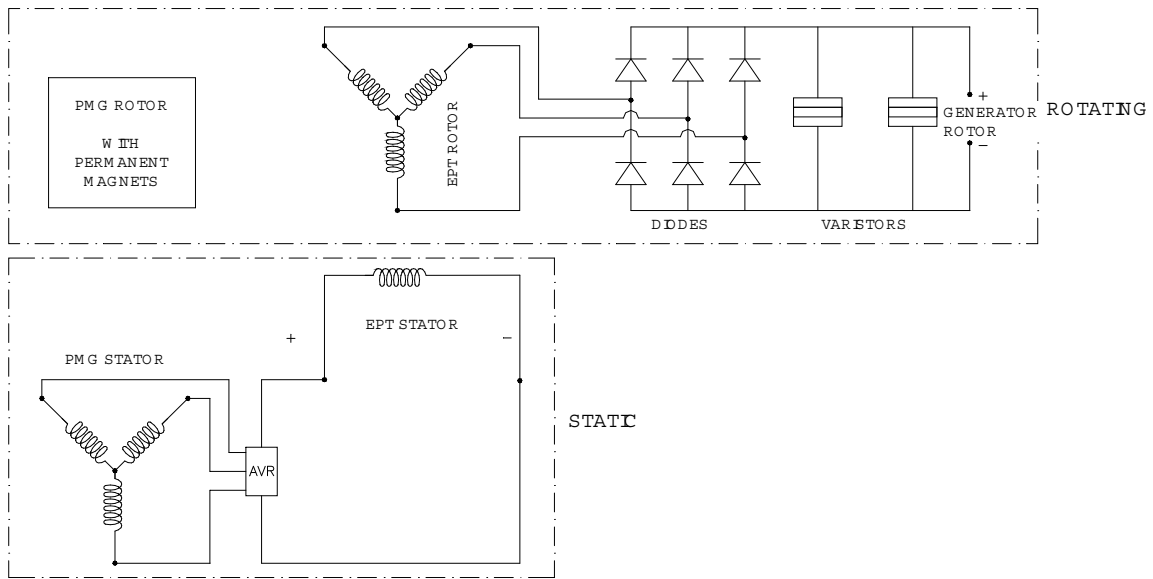 PMG ROTOR
WITH
PERMANENT
MAGNETS
EPT ROTOR
DIODES
VARISTORS
+
GENERATOR
ROTOR
−
ROTATING
EPT STATOR
+
−
PMG STATOR
AVR
STATIC